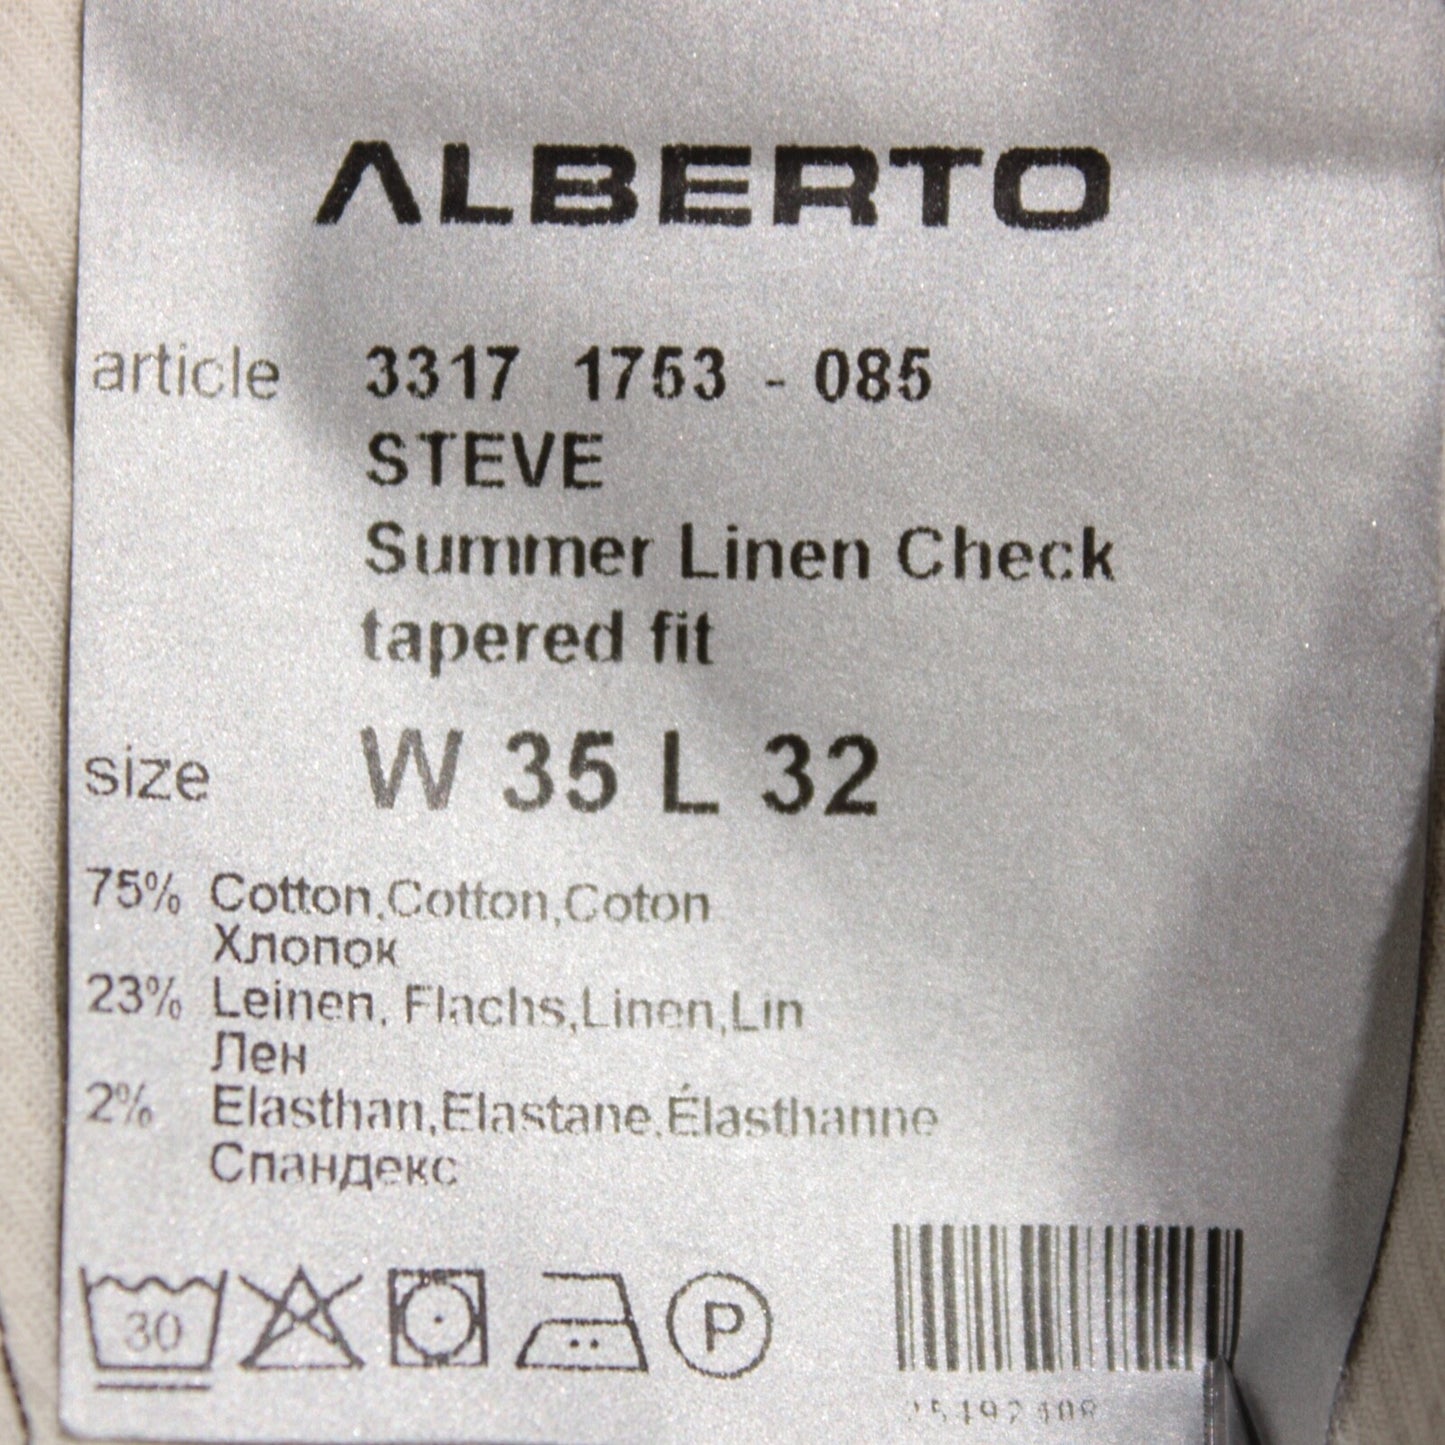 ALBERTO
article 3317 1753 - 085
STEVE
Summer Linen Check
tapered fit
size W 35 L 32
75% Cotton,Cotton,Coton
Хлопок
23% Leinen, Flachs,Linen,Lin
Лен
2% Elasthan,Elastane,Élasthanne
Спандекс
30
P